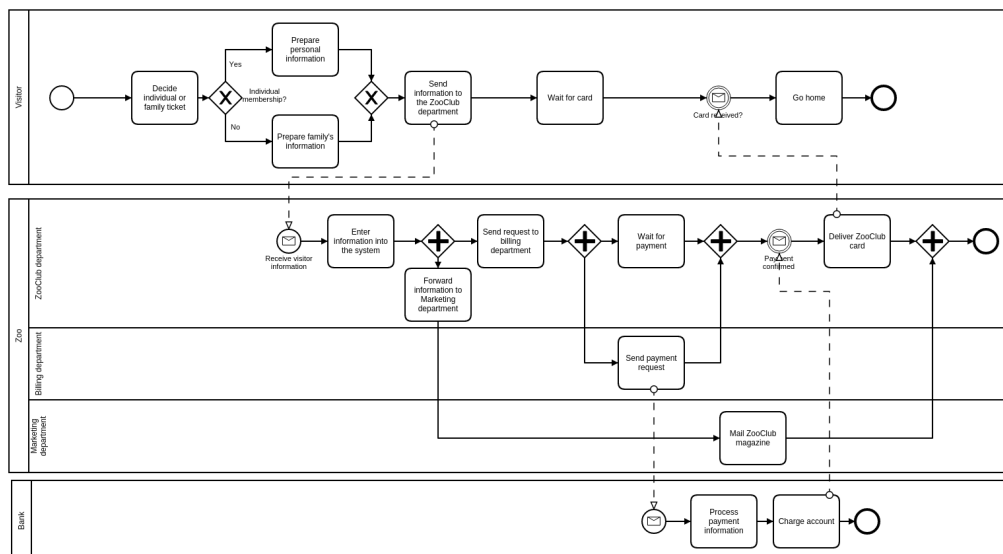 Visitor
Decide
individual or
family ticket
Yes
No
Individual
membership?
Prepare
personal
information
Prepare family's
information
Send
information to
the ZooClub
department
Wait for card
Card received?
Go home
Zoo
ZooClub department
Receive visitor
information
Enter
information into
the system
Forward
information to
Marketing
department
Send request to
billing
department
Wait for
payment
Payment
confirmed
Deliver ZooClub
card
Billing department
Send payment
request
Marketing
department
Mail ZooClub
magazine
Bank
Process
payment
information
Charge account